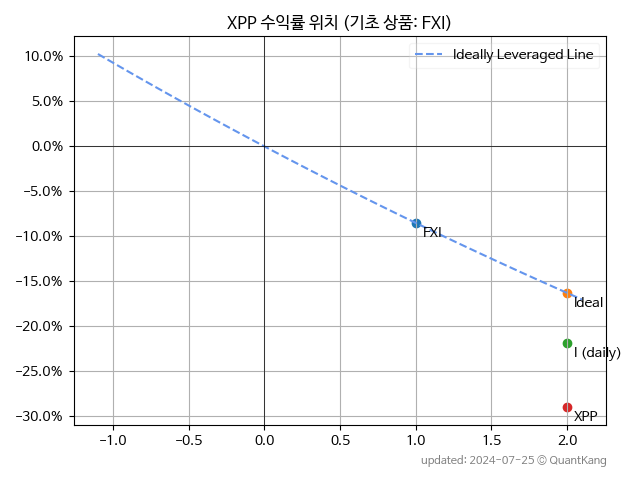 XPP 수익률 위치 (기초 상품: FXI)
Ideally Leveraged Line
10.0%
5.0%
0.0%
−5.0%
−10.0%
−15.0%
−20.0%
−25.0%
−30.0%
FXI
Ideal
I (daily)
XPP
−1.0 −0.5 0.0 0.5 1.0 1.5 2.0
updated: 2024-07-25 © QuantKang